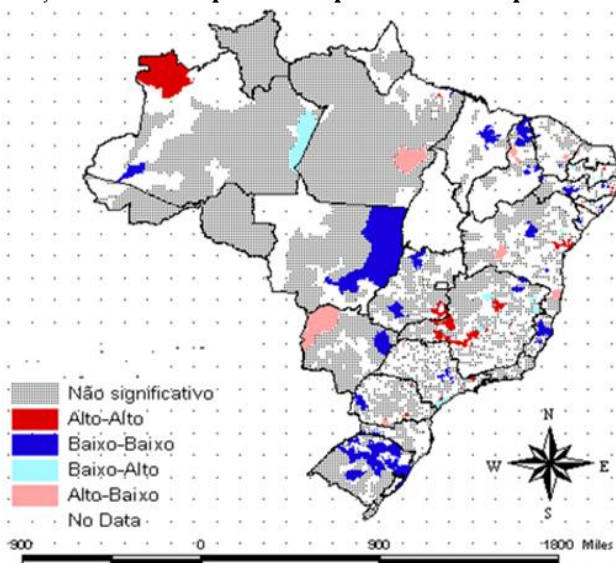 Não significativo
Alto-Alto
Baixo-Baixo
Baixo-Alto
Alto-Baixo
No Data
N
W E
S
900 0 900 1800 Miles